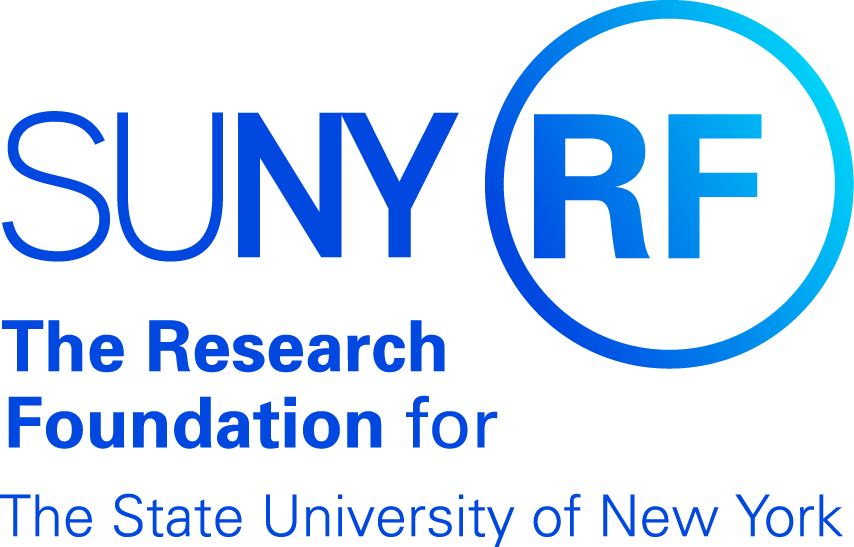 SUNY RF
The Research
Foundation for
The State University of New York